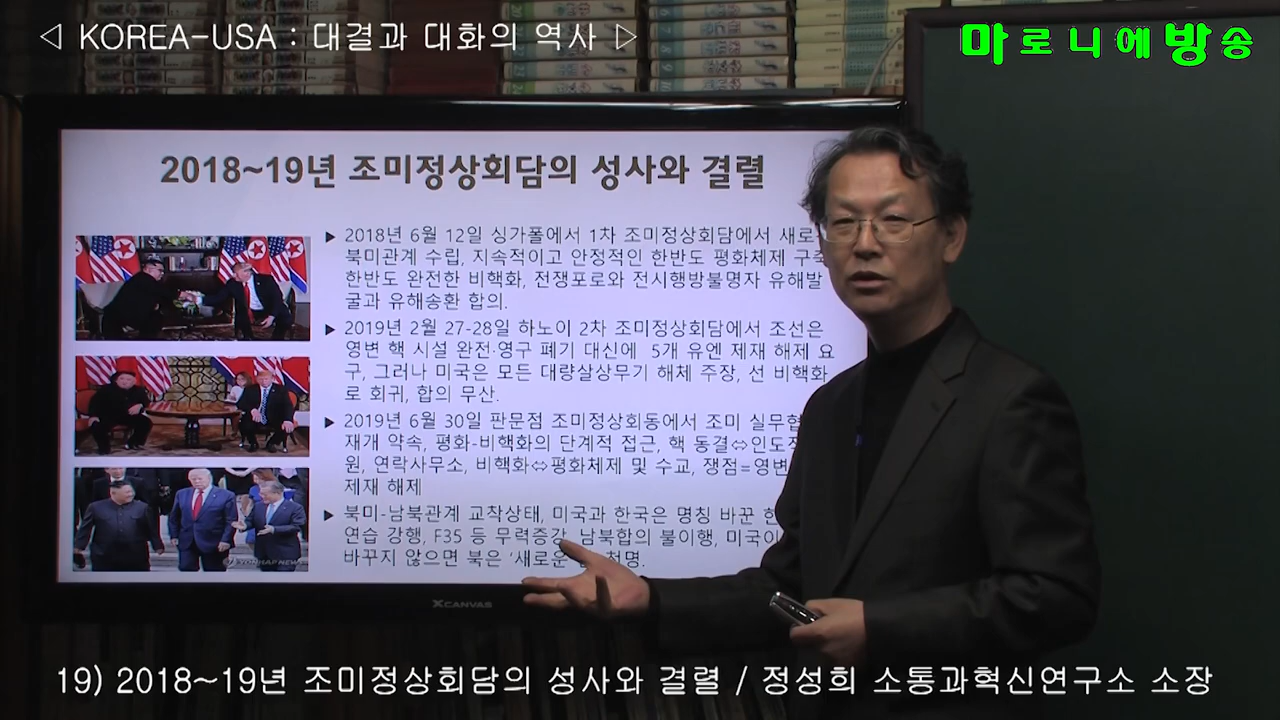 ◁ KOREA-USA : 대결과 대화의 역사 ▷
마로니에방송
2018~19년 조미정상회담의 성사와 결렬
▶ 2018년 6월 12일 싱가폴에서 1차 조미정상회담에서 새로
북미관계 수립, 지속적이고 안정적인 한반도 평화체제 구축
한반도 완전한 비핵화, 전쟁포로와 전시행방불명자 유해발
굴과 유해송환 합의.
▶ 2019년 2월 27-28일 하노이 2차 조미정상회담에서 조선은
영변 핵 시설 완전·영구 폐기 대신에 5개 유엔 제재 해제 요
구, 그러나 미국은 모든 대량살상무기 해체 주장, 선 비핵화
로 회귀, 합의 무산.
▶ 2019년 6월 30일 판문점 조미정상회동에서 조미 실무협
재개 약속, 평화-비핵화의 단계적 접근, 핵 동결⇔인도적
원, 연락사무소, 비핵화⇔평화체제 및 수교, 쟁점=영변
제재 해제
▶ 북미-남북관계 교착상태, 미국과 한국은 명칭 바꾼 한
연습 강행, F35 등 무력증강, 남북합의 불이행, 미국이
바꾸지 않으면 북은 '새로운 천명.
YONHAPNEWS
XCANVAS
19) 2018~19년 조미정상회담의 성사와 결렬 / 정성희 소통과혁신연구소 소장